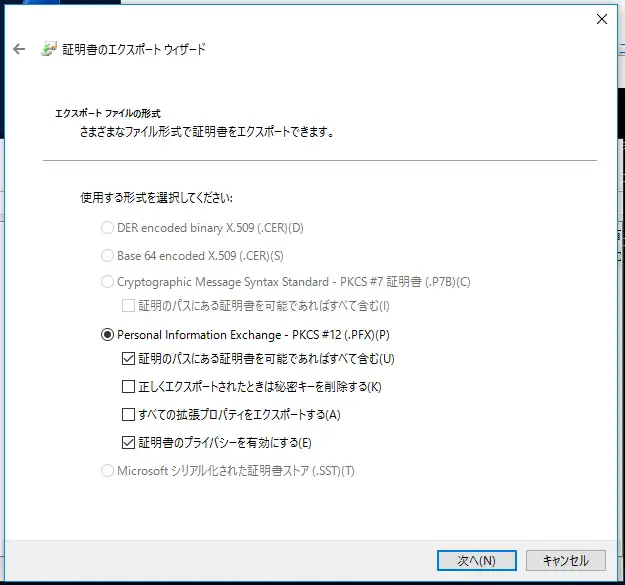 証明書のエクスポート ウィザード
エクスポート ファイルの形式
さまざまなファイル形式で証明書をエクスポートできます。
使用する形式を選択してください:
DER encoded binary X.509 (.CER)(D)
Base 64 encoded X.509 (.CER)(S)
Cryptographic Message Syntax Standard - PKCS #7 証明書 (.P7B)(C)
証明のパスにある証明書を可能であればすべて含む(I)
Personal Information Exchange - PKCS #12 (.PFX)(P)
証明のパスにある証明書を可能であればすべて含む(U)
正しくエクスポートされたときは秘密キーを削除する(K)
すべての拡張プロパティをエクスポートする(A)
証明書のプライバシーを有効にする(E)
Microsoft シリアル化された証明書ストア (.SST)(T)
次へ(N)
キャンセル